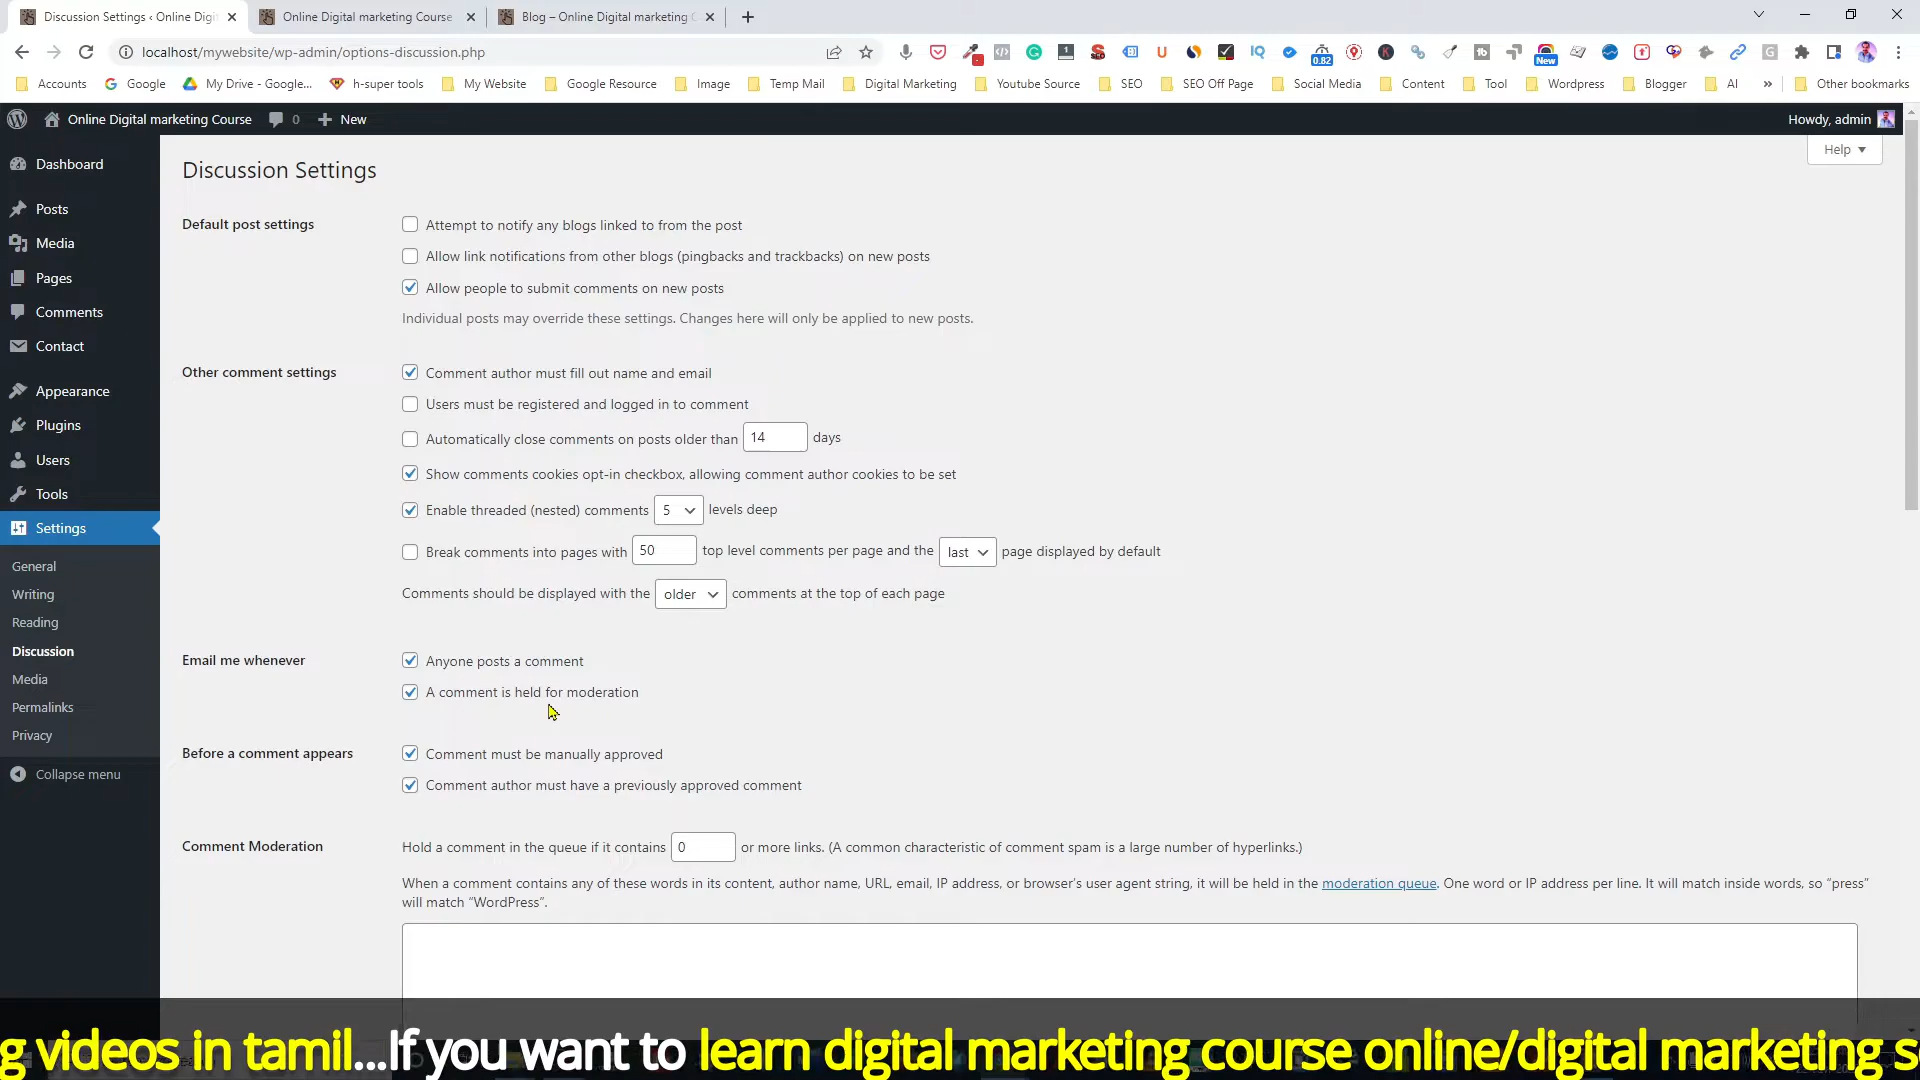 Discussion Settings ‹ Online Digit
Online Digital marketing Course
Blog – Online Digital marketing C
localhost/mywebsite/wp-admin/options-discussion.php
0.82
New
Accounts
Google
My Drive - Google...
h-super tools
My Website
Google Resource
Image
Temp Mail
Digital Marketing
Youtube Source
SEO
SEO Off Page
Social Media
Content
Tool
Wordpress
Blogger
AI
»
Other bookmarks
Online Digital marketing Course
0
New
Howdy, admin
Help
Dashboard
Posts
Media
Pages
Comments
Contact
Appearance
Plugins
Users
Tools
Settings
General
Writing
Reading
Discussion
Media
Permalinks
Privacy
Collapse menu
Discussion Settings
Default post settings
Attempt to notify any blogs linked to from the post
Allow link notifications from other blogs (pingbacks and trackbacks) on new posts
Allow people to submit comments on new posts
Individual posts may override these settings. Changes here will only be applied to new posts.
Other comment settings
Comment author must fill out name and email
Users must be registered and logged in to comment
Automatically close comments on posts older than 14 days
Show comments cookies opt-in checkbox, allowing comment author cookies to be set
Enable threaded (nested) comments 5 levels deep
Break comments into pages with 50 top level comments per page and the last page displayed by default
Comments should be displayed with the older comments at the top of each page
Email me whenever
Anyone posts a comment
A comment is held for moderation
Before a comment appears
Comment must be manually approved
Comment author must have a previously approved comment
Comment Moderation
Hold a comment in the queue if it contains 0 or more links. (A common characteristic of comment spam is a large number of hyperlinks.)
When a comment contains any of these words in its content, author name, URL, email, IP address, or browser’s user agent string, it will be held in the moderation queue. One word or IP address per line. It will match inside words, so “press”
will match “WordPress”.
g videos in tamil...If you want to learn digital marketing course online/digital marketing s